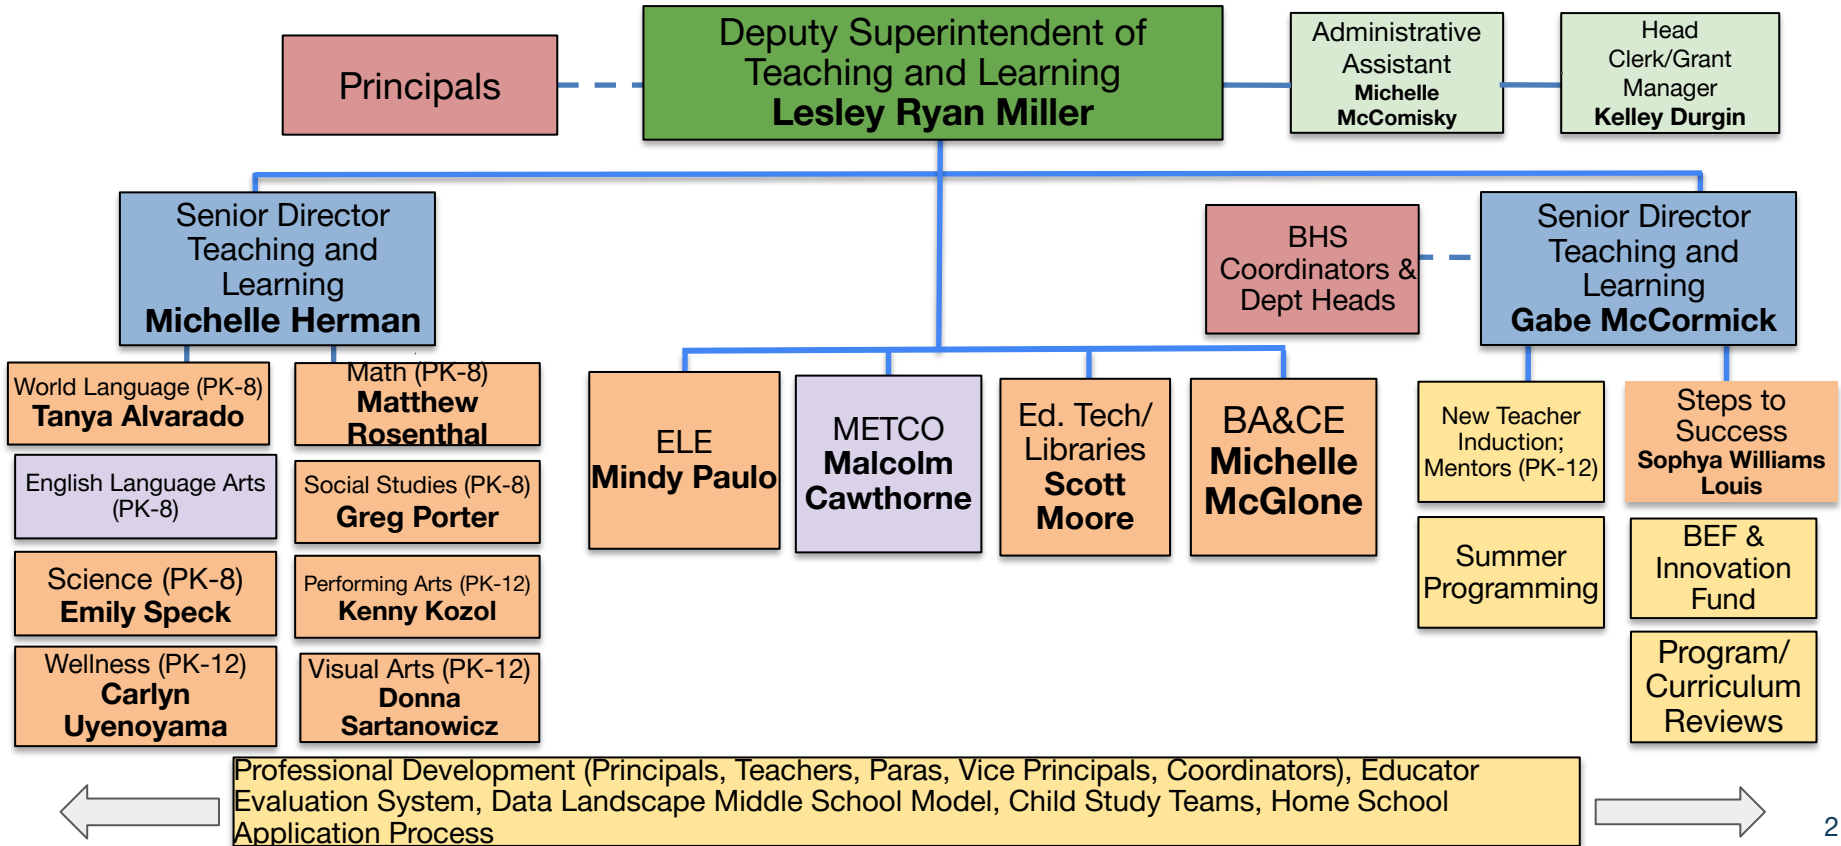 Principals
Deputy Superintendent of
Teaching and Learning
Lesley Ryan Miller
Administrative
Assistant
Michelle
McComisky
Head
Clerk/Grant
Manager
Kelley Durgin
Senior Director
Teaching and
Learning
Michelle Herman
BHS
Coordinators &
Dept Heads
Senior Director
Teaching and
Learning
Gabe McCormick
World Language (PK-8)
Tanya Alvarado
Math (PK-8)
Matthew
Rosenthal
English Language Arts
(PK-8)
Social Studies (PK-8)
Greg Porter
Science (PK-8)
Emily Speck
Performing Arts (PK-12)
Kenny Kozol
Wellness (PK-12)
Carlyn
Uyenoyama
Visual Arts (PK-12)
Donna
Sartanowicz
ELE
Mindy Paulo
METCO
Malcolm
Cawthorne
Ed. Tech/
Libraries
Scott
Moore
BA&CE
Michelle
McGlone
New Teacher
Induction;
Mentors (PK-12)
Steps to
Success
Sophya Williams
Louis
Summer
Programming
BEF &
Innovation
Fund
Program/
Curriculum
Reviews
Professional Development (Principals, Teachers, Paras, Vice Principals, Coordinators), Educator
Evaluation System, Data Landscape Middle School Model, Child Study Teams, Home School
Application Process
2